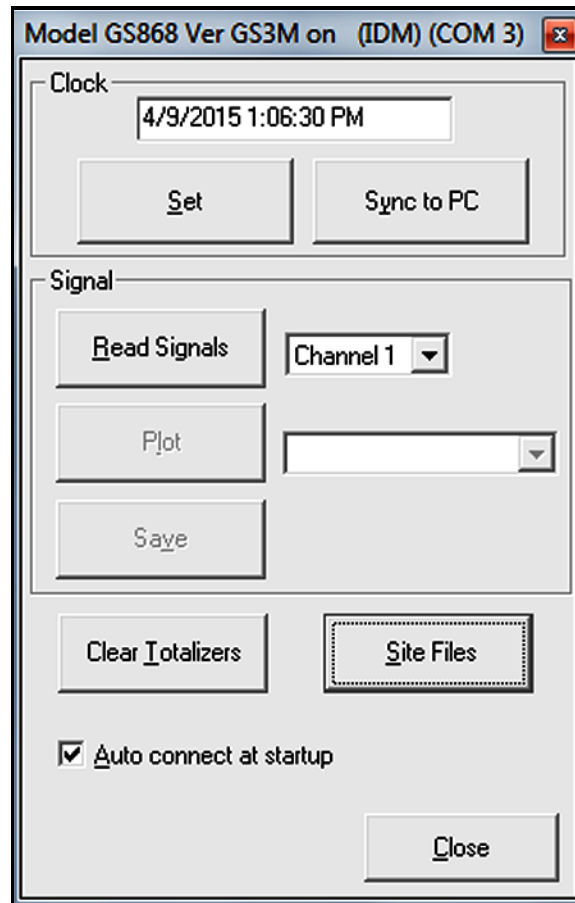 Model GS868 Ver GS3M on (IDM) (COM 3)
Clock
4/9/2015 1:06:30 PM
Set Sync to PC
Signal
Read Signals Channel 1
Plot
Save
Clear Totalizers Site Files
Auto connect at startup
Close